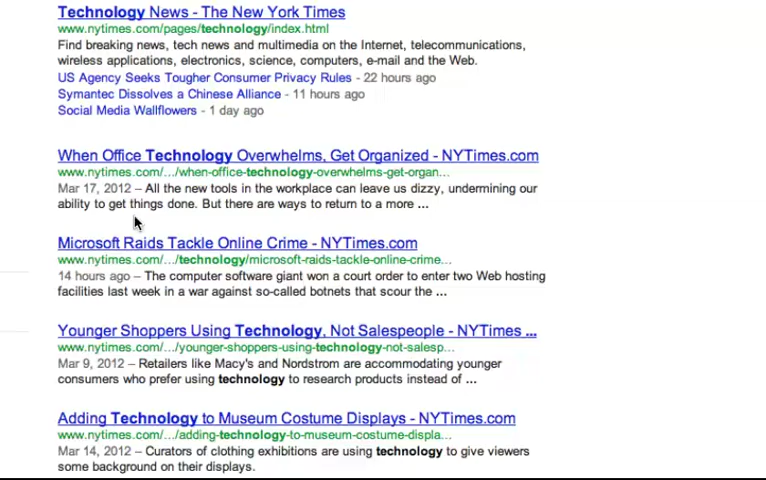 Technology News - The New York Times
www.nytimes.com/pages/technology/index.html
Find breaking news, tech news and multimedia on the Internet, telecommunications,
wireless applications, electronics, science, computers, e-mail and the Web.
US Agency Seeks Tougher Consumer Privacy Rules - 22 hours ago
Symantec Dissolves a Chinese Alliance - 11 hours ago
Social Media Wallflowers - 1 day ago
When Office Technology Overwhelms, Get Organized - NYTimes.com
www.nytimes.com/.../when-office-technology-overwhelms-get-organ...
Mar 17, 2012 – All the new tools in the workplace can leave us dizzy, undermining our
ability to get things done. But there are ways to return to a more ...
Microsoft Raids Tackle Online Crime - NYTimes.com
www.nytimes.com/.../technology/microsoft-raids-tackle-online-crime...
14 hours ago – The computer software giant won a court order to enter two Web hosting
facilities last week in a war against so-called botnets that scour the ...
Younger Shoppers Using Technology, Not Salespeople - NYTimes ...
www.nytimes.com/.../younger-shoppers-using-technology-not-salesp...
Mar 9, 2012 – Retailers like Macy's and Nordstrom are accommodating younger
consumers who prefer using technology to research products instead of ...
Adding Technology to Museum Costume Displays - NYTimes.com
www.nytimes.com/.../adding-technology-to-museum-costume-displa...
Mar 14, 2012 – Curators of clothing exhibitions are using technology to give viewers
some background on their displays.